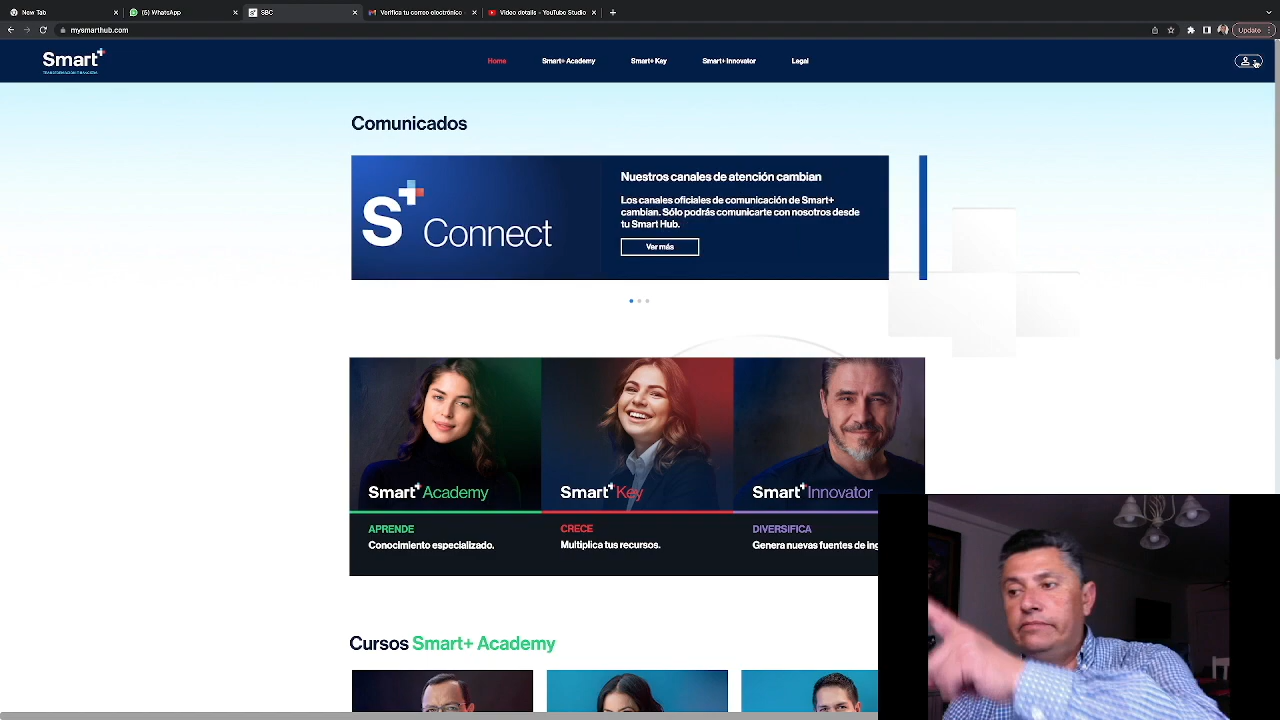 New Tab
(6) WhatsApp
SBC
Verifica tu correo electrónico
Video details - YouTube Studio
mysmarthub.com
Update
Smart+
Home
Smart+ Academy
Smart+ Key
Smart+ Innovator
Legal
Comunicados
S+ Connect
Nuestros canales de atención cambian
Los canales oficiales de comunicación de Smart+
cambian. Sólo podrás comunicarte con nosotros desde
tu Smart Hub.
Ver más
Smart+ Academy
Smart+ Key
Smart+ Innovator
APRENDE
Conocimiento especializado.
CRECE
Multiplica tus recursos.
DIVERSIFICA
Genera nuevas fuentes de ing
Cursos Smart+ Academy